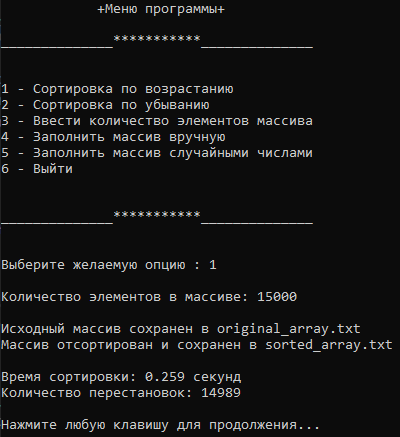 +Меню программы+
______________***********______________
1 - Сортировка по возрастанию
2 - Сортировка по убыванию
3 - Ввести количество элементов массива
4 - Заполнить массив вручную
5 - Заполнить массив случайными числами
6 - Выйти
______________***********______________
Выберите желаемую опцию : 1
Количество элементов в массиве: 15000
Исходный массив сохранен в original_array.txt
Массив отсортирован и сохранен в sorted_array.txt
Время сортировки: 0.259 секунд
Количество перестановок: 14989
Нажмите любую клавишу для продолжения...